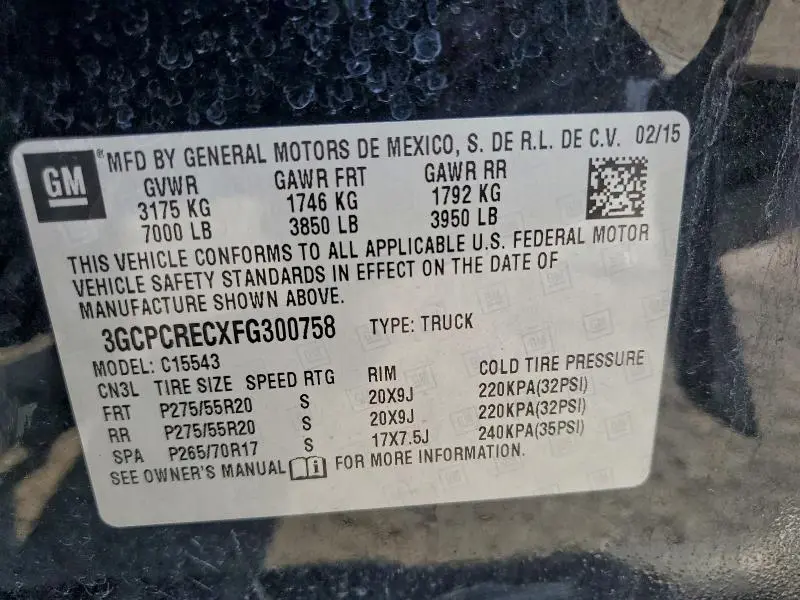 GM
® MFD BY GENERAL MOTORS DE MEXICO, S. DE R.L. DE C.V. 02/15
GVWR GAWR FRT GAWR RR
3175 KG 1746 KG 1792 KG
7000 LB 3850 LB 3950 LB
THIS VEHICLE CONFORMS TO ALL APPLICABLE U.S. FEDERAL MOTOR
VEHICLE SAFETY STANDARDS IN EFFECT ON THE DATE OF
MANUFACTURE SHOWN ABOVE.
3GCPCRECXFG300758 TYPE: TRUCK
MODEL: C15543
CN3L TIRE SIZE SPEED RTG RIM COLD TIRE PRESSURE
FRT P275/55R20 S 20X9J 220KPA(32PSI)
RR P275/55R20 S 20X9J 220KPA(32PSI)
SPA P265/70R17 S 17X7.5J 240KPA(35PSI)
SEE OWNER'S MANUAL i FOR MORE INFORMATION.